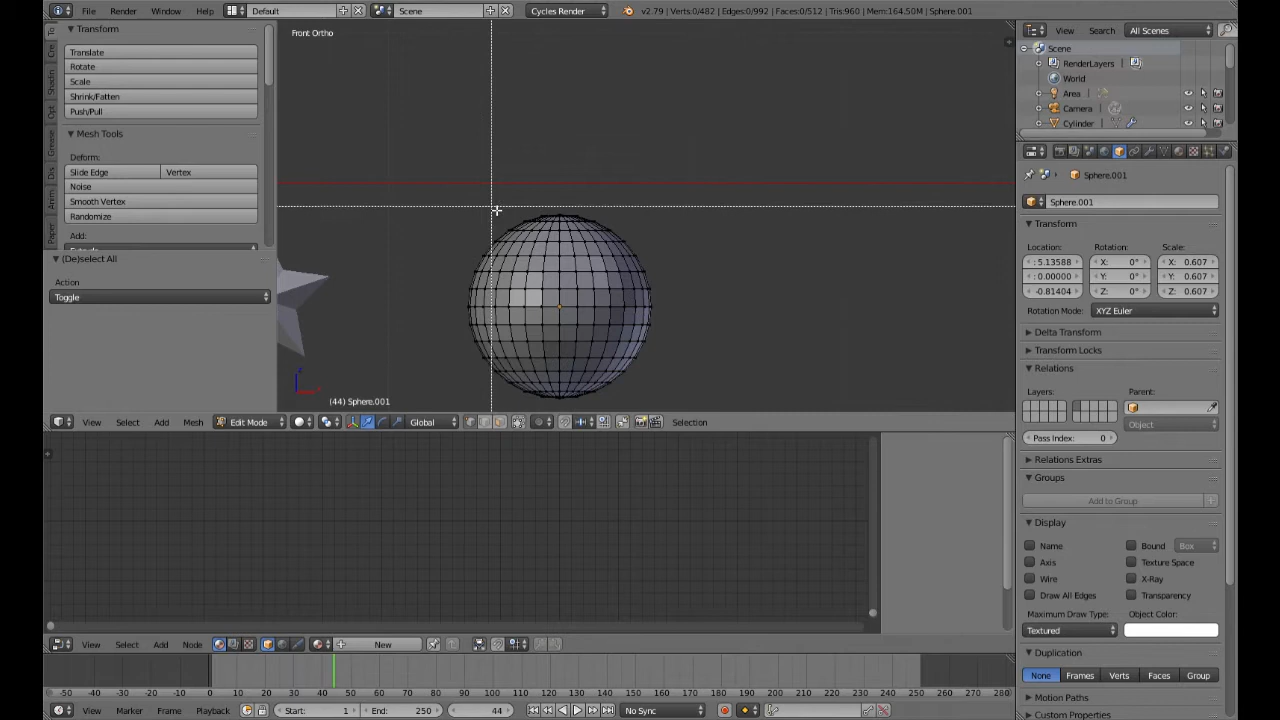 File Render Window Help Default Scene Cycles Render v2.79 | Verts:0/482 | Edges:0/992 | Faces:0/512 | Tris:960 | Mem:164.50M | Sphere.001
Transform
Translate
Rotate
Scale
Shrink/Fatten
Push/Pull
Mesh Tools
Deform:
Slide Edge Vertex
Noise
Smooth Vertex
Randomize
Add:
(De)select All
Action
Toggle
Front Ortho
(44) Sphere.001
View Select Add Mesh Edit Mode Global Selection
View Select Add Node New
-50 -40 -30 -20 -10 0 10 20 30 40 50 60 70 80 90 100 110 120 130 140 150 160 170 180 190 200 210 220 230 240 250 260 270 280
View Marker Frame Playback Start: 1 End: 250 44 No Sync
View Search All Scenes
Scene
RenderLayers
World
Area
Camera
Cylinder
Sphere.001
Sphere.001
Transform
Location: Rotation: Scale:
5.13588 X: 0° X: 0.607
0.00000 Y: 0° Y: 0.607
-0.81404 Z: 0° Z: 0.607
Rotation Mode: XYZ Euler
Delta Transform
Transform Locks
Relations
Layers: Parent:
Object
Pass Index: 0
Relations Extras
Groups
Add to Group
Display
Name Bound Box
Axis Texture Space
Wire X-Ray
Draw All Edges Transparency
Maximum Draw Type: Object Color:
Textured
Duplication
None Frames Verts Faces Group
Motion Paths
Custom Properties